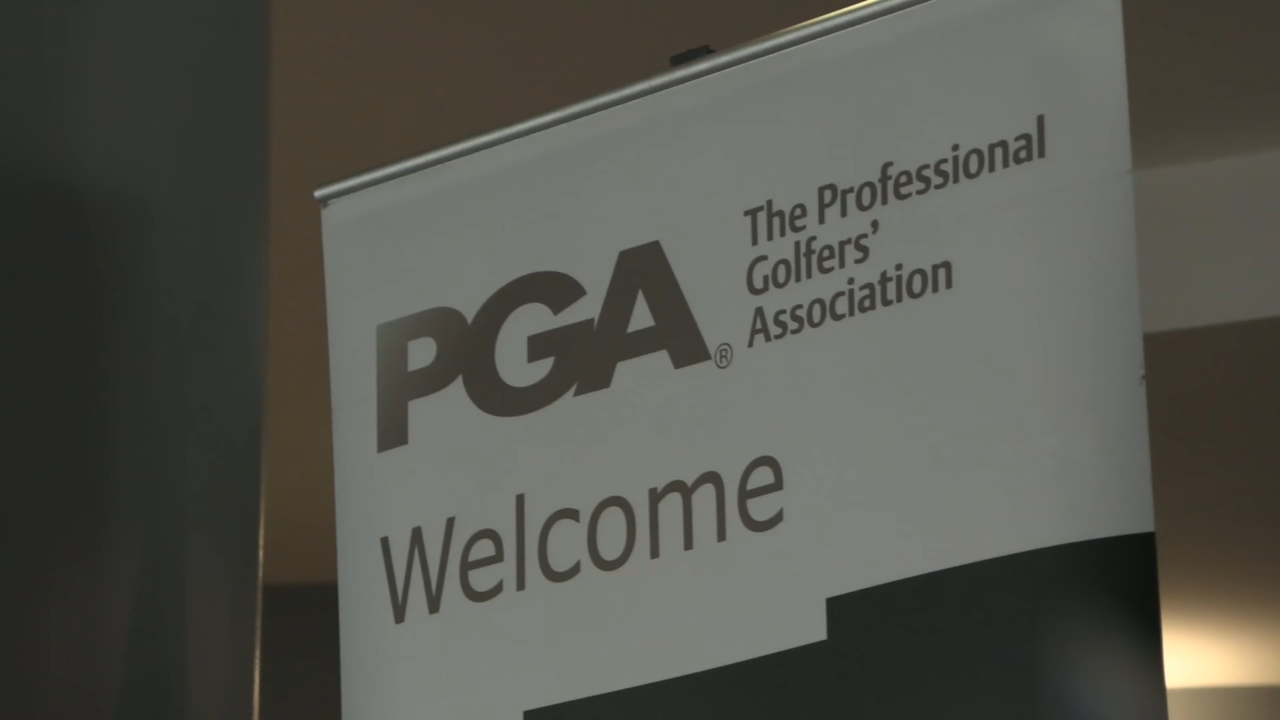 PGA®
The Professional
Golfers’
Association
Welcome